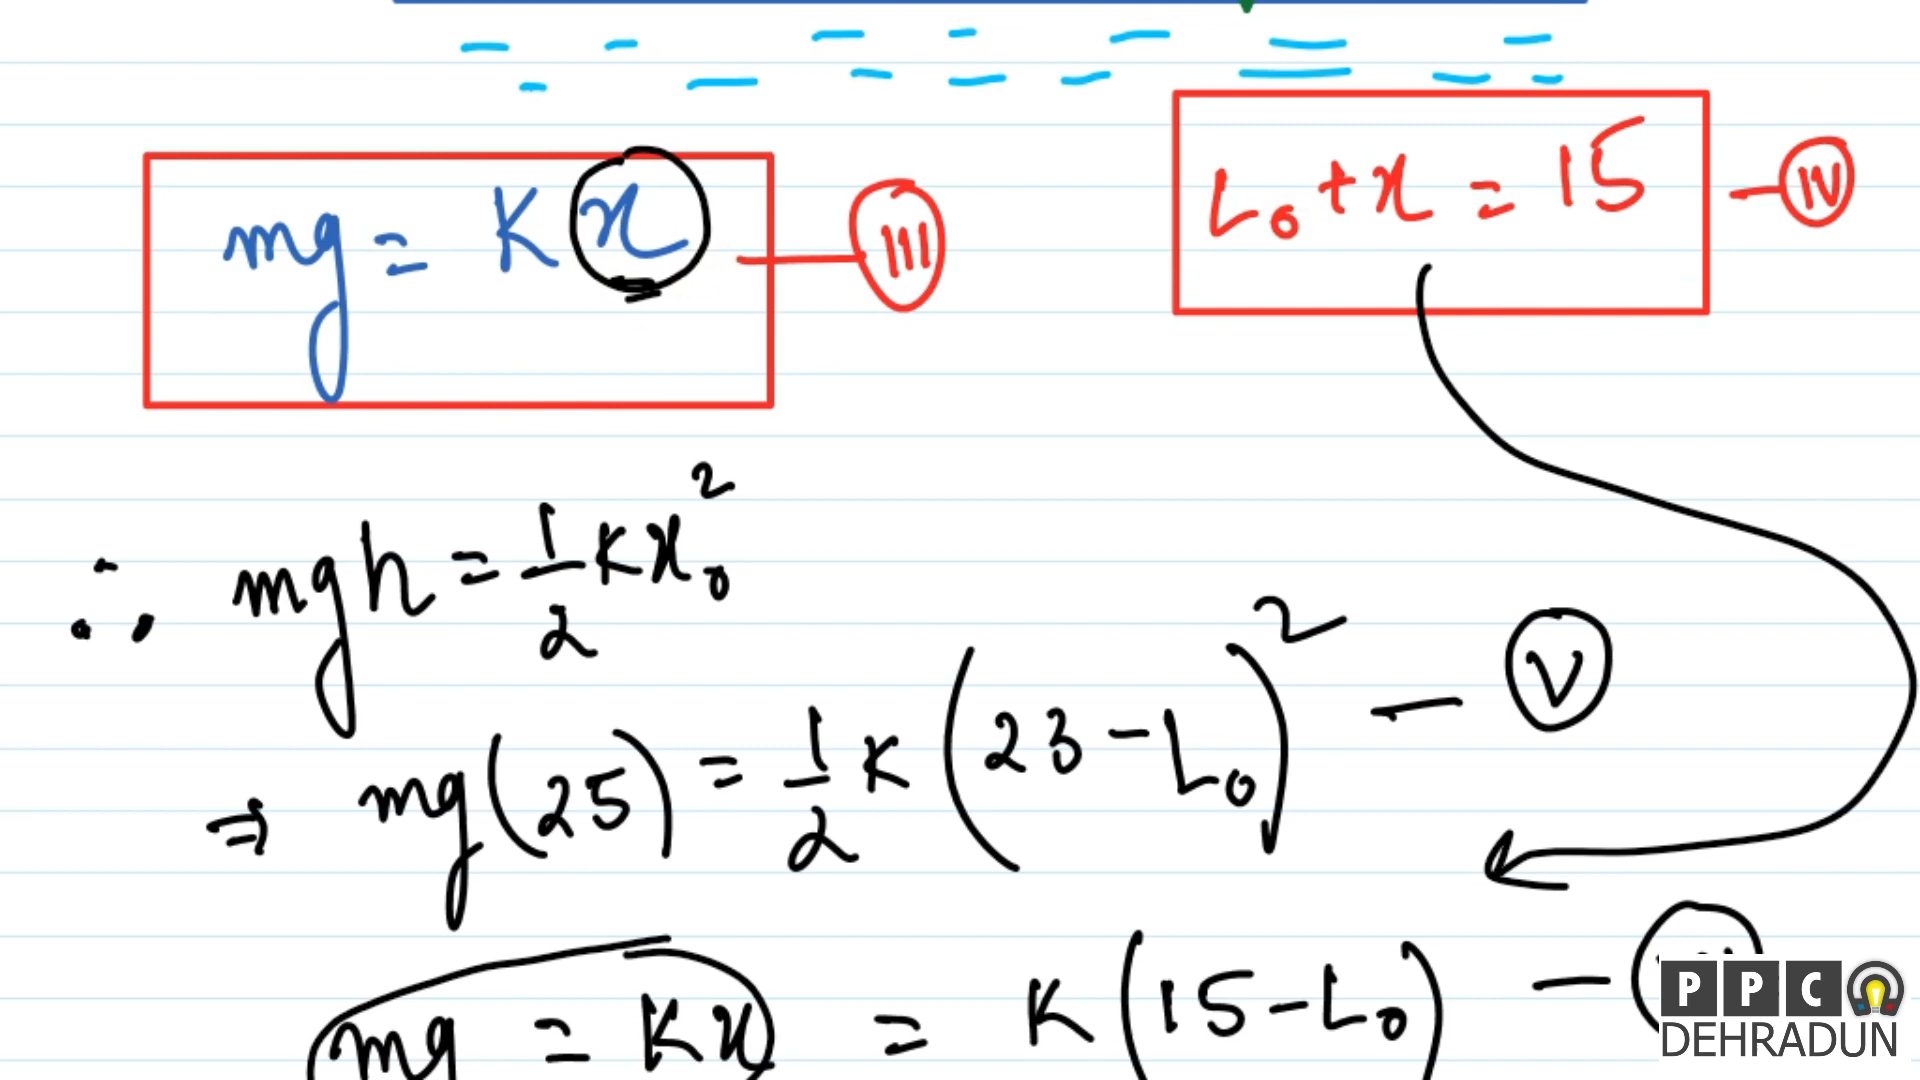 mg = Kx — III
L₀ + x = 15 — IV
∴ mgh = 1/2 Kx₀²
⇒ mg(25) = 1/2 K(23 - L₀)² — V
mg = Kx = K(15 - L₀) —
PPC
DEHRADUN